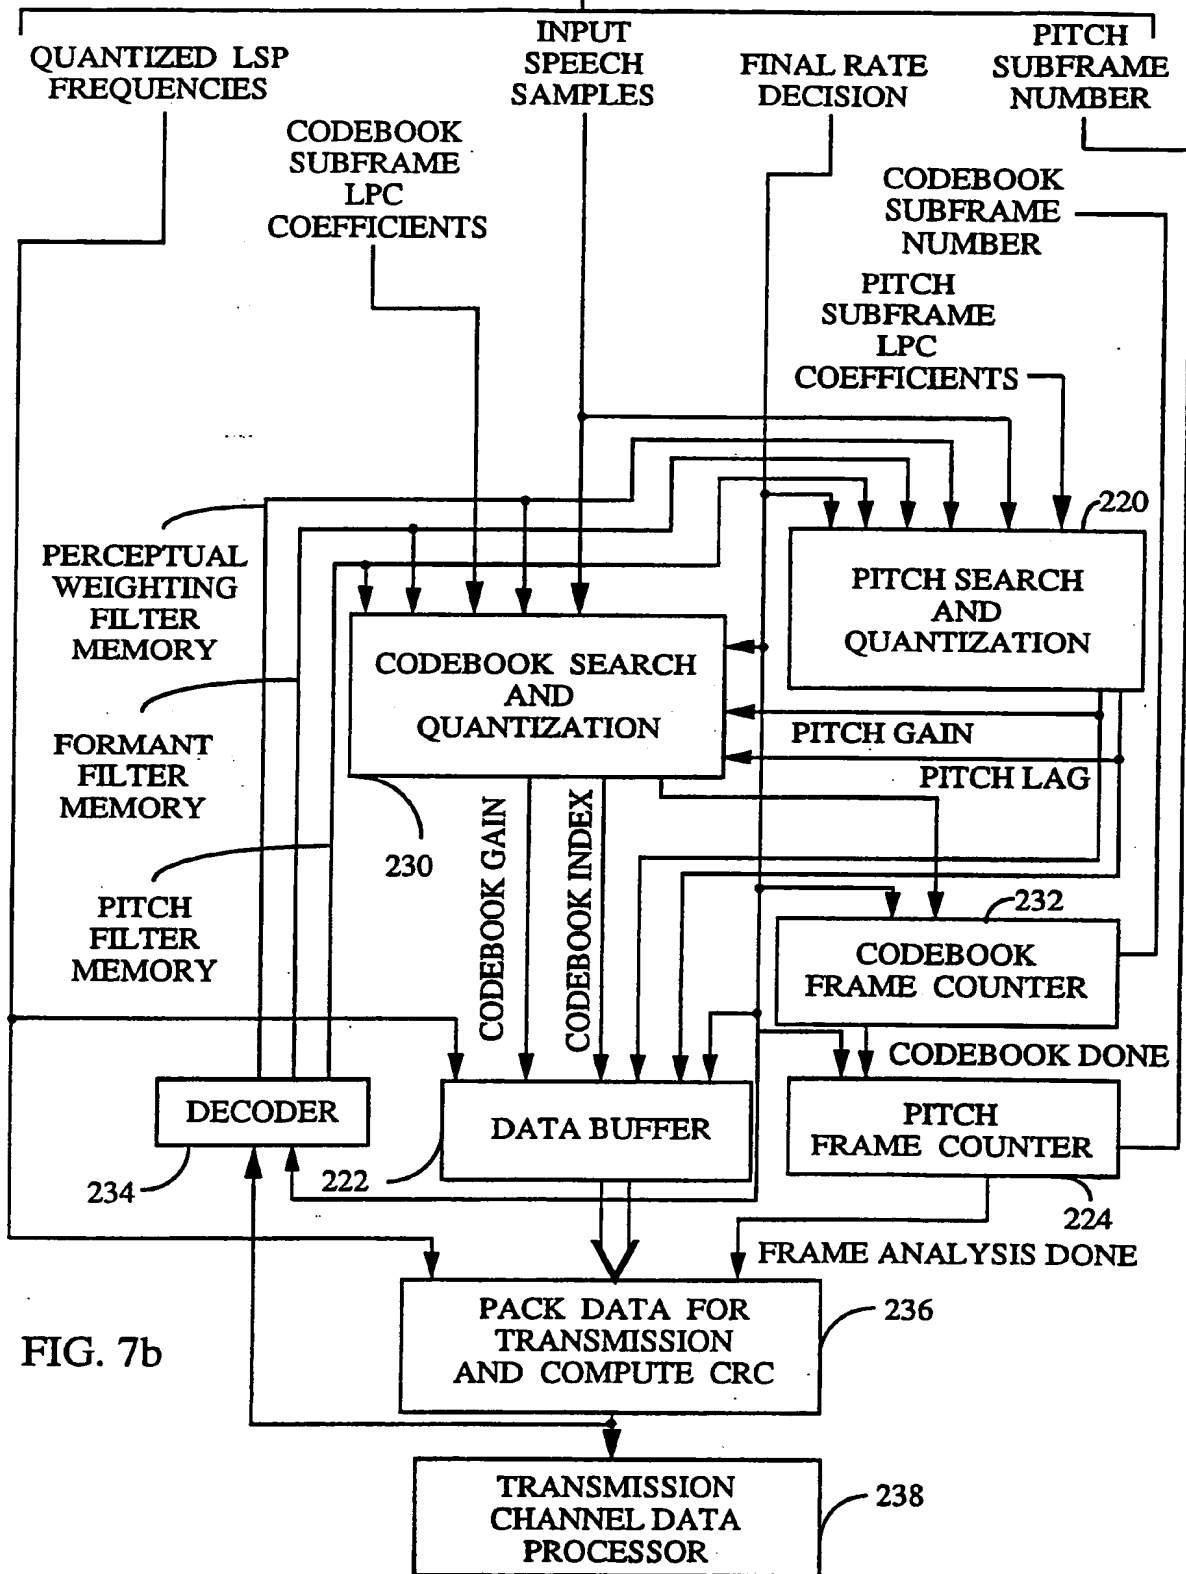 QUANTIZED LSP
FREQUENCIES
INPUT
SPEECH
SAMPLES
FINAL RATE
DECISION
PITCH
SUBFRAME
NUMBER
CODEBOOK
SUBFRAME
LPC
COEFFICIENTS
CODEBOOK
SUBFRAME
NUMBER
PITCH
SUBFRAME
LPC
COEFFICIENTS
220
PERCEPTUAL
WEIGHTING
FILTER
MEMORY
PITCH SEARCH
AND
QUANTIZATION
CODEBOOK SEARCH
AND
QUANTIZATION
PITCH GAIN
PITCH LAG
FORMANT
FILTER
MEMORY
230
CODEBOOK GAIN
CODEBOOK INDEX
PITCH
FILTER
MEMORY
232
CODEBOOK
FRAME COUNTER
CODEBOOK DONE
DECODER
DATA BUFFER
PITCH
FRAME COUNTER
234
222
224
FRAME ANALYSIS DONE
PACK DATA FOR
TRANSMISSION
AND COMPUTE CRC
236
FIG. 7b
TRANSMISSION
CHANNEL DATA
PROCESSOR
238